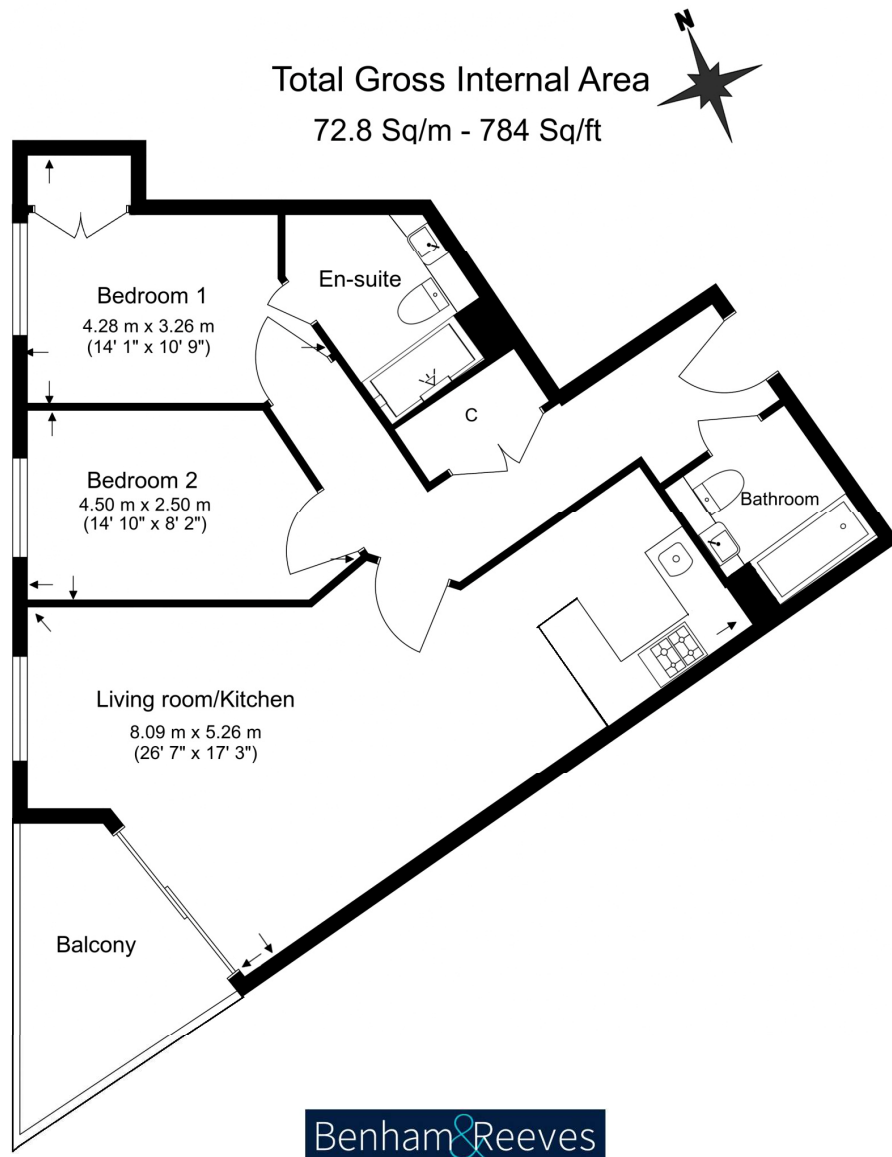 N
Total Gross Internal Area
72.8 Sq/m - 784 Sq/ft
En-suite
Bedroom 1
4.28 m x 3.26 m
(14' 1" x 10' 9")
C
Bedroom 2
4.50 m x 2.50 m
(14' 10" x 8' 2")
Bathroom
Living room/Kitchen
8.09 m x 5.26 m
(26' 7" x 17' 3")
Balcony
Benham&Reeves